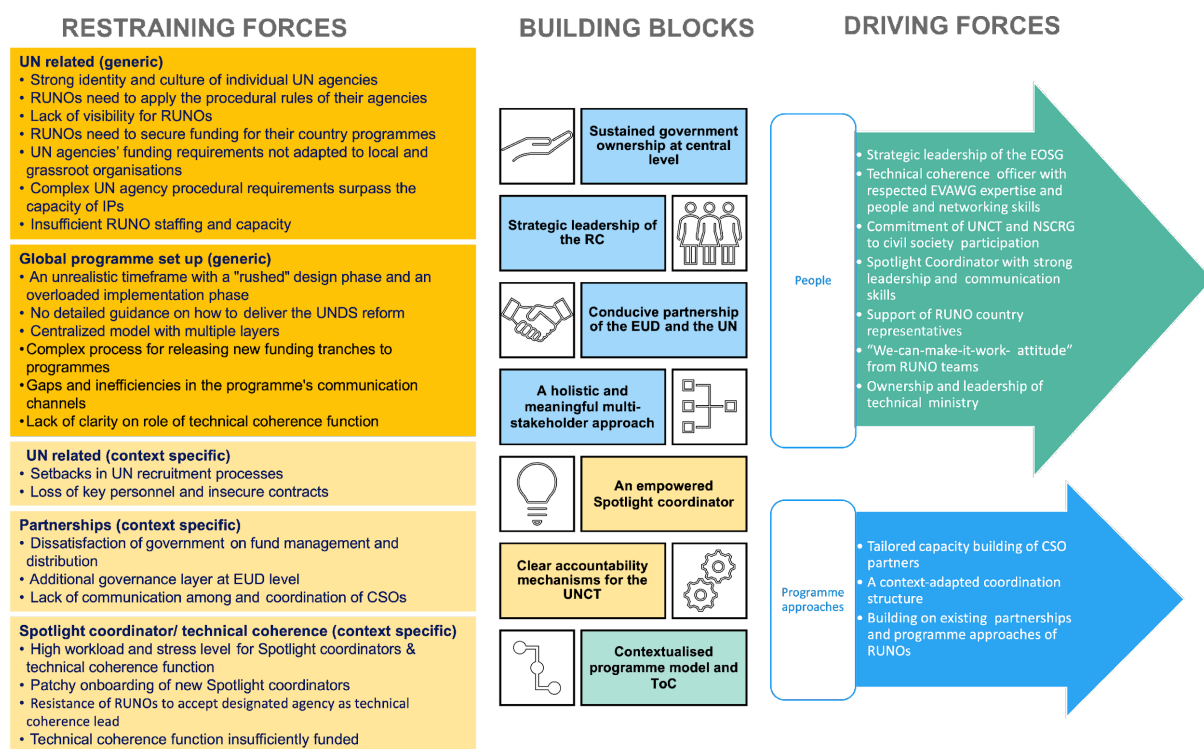 RESTRAINING FORCES
UN related (generic)
• Strong identity and culture of individual UN agencies
• RUNOs need to apply the procedural rules of their agencies
• Lack of visibility for RUNOs
• RUNOs need to secure funding for their country programmes
• UN agencies' funding requirements not adapted to local and
grassroot organisations
• Complex UN agency procedural requirements surpass the
capacity of IPs
• Insufficient RUNO staffing and capacity
Global programme set up (generic)
• An unrealistic timeframe with a "rushed" design phase and an
overloaded implementation phase
• No detailed guidance on how to deliver the UNDS reform
• Centralized model with multiple layers
• Complex process for releasing new funding tranches to
programmes
• Gaps and inefficiencies in the programme's communication
channels
• Lack of clarity on role of technical coherence function
UN related (context specific)
• Setbacks in UN recruitment processes
• Loss of key personnel and insecure contracts
Partnerships (context specific)
• Dissatisfaction of government on fund management and
distribution
• Additional governance layer at EUD level
• Lack of communication among and coordination of CSOs
Spotlight coordinator/ technical coherence (context specific)
• High workload and stress level for Spotlight coordinators &
technical coherence function
• Patchy onboarding of new Spotlight coordinators
• Resistance of RUNOs to accept designated agency as technical
coherence lead
• Technical coherence function insufficiently funded
BUILDING BLOCKS
Sustained government
ownership at central
level
Strategic leadership of
the RC
Conducive partnership
of the EUD and the UN
A holistic and
meaningful multi-
stakeholder approach
An empowered
Spotlight coordinator
Clear accountability
mechanisms for the
UNCT
Contextualised
programme model and
ToC
DRIVING FORCES
People
• Strategic leadership of the EOSG
• Technical coherence officer with
respected EVAWG expertise and
people and networking skills
• Commitment of UNCT and NSCRG
to civil society participation
• Spotlight Coordinator with strong
leadership and communication
skills
• Support of RUNO country
representatives
• "We-can-make-it-work- attitude"
from RUNO teams
• Ownership and leadership of
technical ministry
Programme
approaches
• Tailored capacity building of CSO
partners
• A context-adapted coordination
structure
• Building on existing partnerships
and programme approaches of
RUNOs